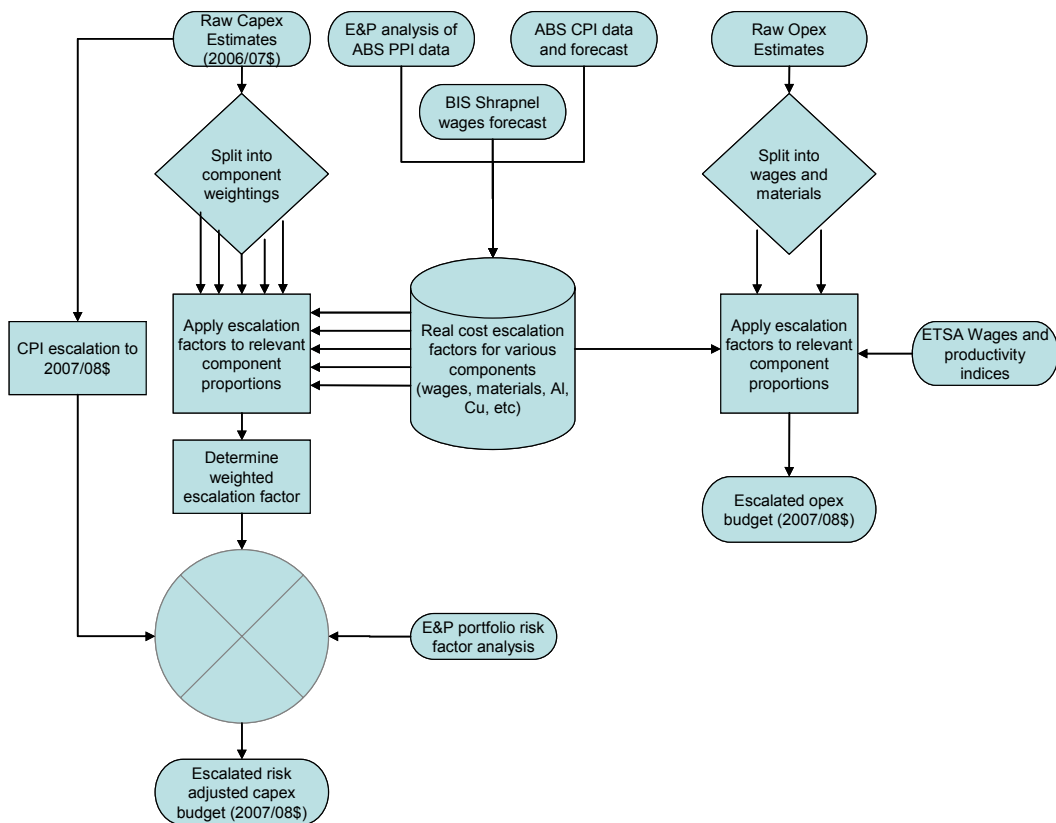 Raw Capex
Estimates
(2006/07$)
E&P analysis of
ABS PPI data
ABS CPI data
and forecast
Raw Opex
Estimates
BIS Shrapnel
wages forecast
Split into
component
weightings
Split into
wages and
materials
CPI escalation to
2007/08$
Apply escalation
factors to relevant
component
proportions
Real cost escalation
factors for various
components
(wages, materials, Al,
Cu, etc)
Apply escalation
factors to relevant
component
proportions
ETSA Wages and
productivity
indices
Determine
weighted
escalation factor
Escalated opex
budget (2007/08$)
E&P portfolio risk
factor analysis
Escalated risk
adjusted capex
budget (2007/08$)